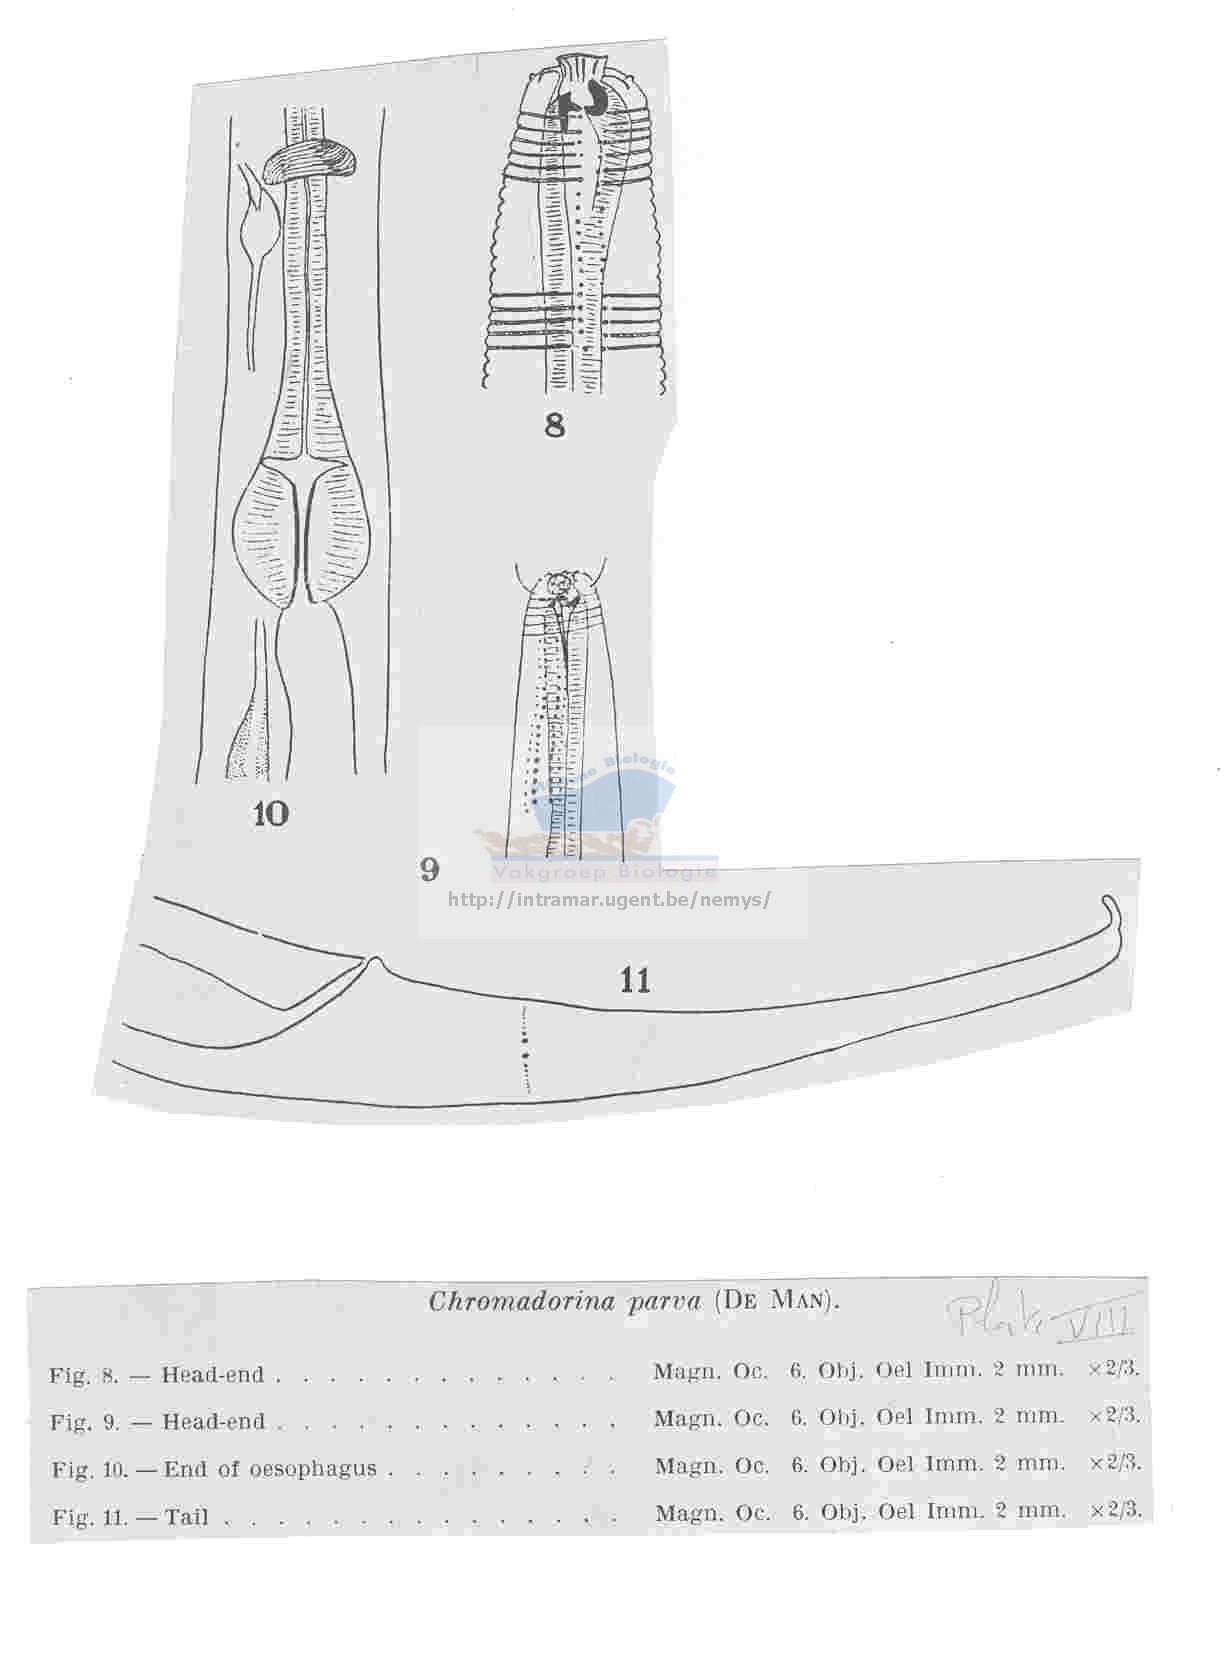 8
10
9
Marine Biologie
Vakgroep Biologie
http://intramar.ugent.be/nemys/
11
Chromadorina parva (DE MAN).
Plate VIII
Fig. 8. — Head-end . . . . . . . . . . . . . Magn. Oc. 6. Obj. Oel Imm. 2 mm. ×2/3.
Fig. 9. — Head-end . . . . . . . . . . . . . Magn. Oc. 6. Obj. Oel Imm. 2 mm. ×2/3.
Fig. 10. — End of oesophagus . . . . . . . . . Magn. Oc. 6. Obj. Oel Imm. 2 mm. ×2/3.
Fig. 11. — Tail . . . . . . . . . . . . . . . Magn. Oc. 6. Obj. Oel Imm. 2 mm. ×2/3.